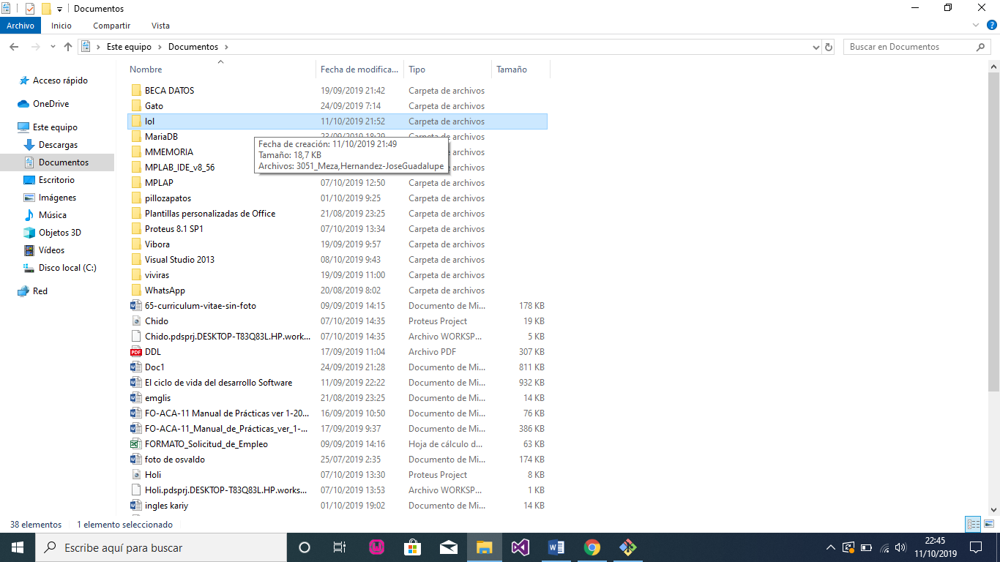 Documentos
Archivo Inicio Compartir Vista
Este equipo Documentos Buscar en Documentos
Nombre Fecha de modifica... Tipo Tamaño
Acceso rápido
OneDrive
Este equipo
Descargas
Documentos
Escritorio
Imágenes
Música
Objetos 3D
Vídeos
Disco local (C:)
Red
BECA DATOS 19/09/2019 21:42 Carpeta de archivos
Gato 24/09/2019 7:14 Carpeta de archivos
lol 11/10/2019 21:52 Carpeta de archivos
MariaDB 23/09/2019 18:29 Carpeta de archivos
Fecha de creación: 11/10/2019 21:49
Tamaño: 18,7 KB
Archivos: 3051_Meza,Hernandez-JoseGuadalupe
MMEMORIA Carpeta de archivos
MPLAB_IDE_v8_56 Carpeta de archivos
MPLAP 07/10/2019 12:50 Carpeta de archivos
pillozapatos 01/10/2019 9:25 Carpeta de archivos
Plantillas personalizadas de Office 21/08/2019 23:25 Carpeta de archivos
Proteus 8.1 SP1 07/10/2019 13:34 Carpeta de archivos
Vibora 19/09/2019 9:57 Carpeta de archivos
Visual Studio 2013 08/10/2019 9:43 Carpeta de archivos
viviras 19/09/2019 11:00 Carpeta de archivos
WhatsApp 20/08/2019 8:02 Carpeta de archivos
65-curriculum-vitae-sin-foto 09/09/2019 14:15 Documento de Mi... 178 KB
Chido 07/10/2019 14:35 Proteus Project 19 KB
Chido.pdsprj.DESKTOP-T83Q83L.HP.work... 07/10/2019 14:35 Archivo WORKSP... 5 KB
DDL 17/09/2019 11:04 Archivo PDF 307 KB
Doc1 24/09/2019 21:28 Documento de Mi... 811 KB
El ciclo de vida del desarrollo Software 11/09/2019 22:22 Documento de Mi... 932 KB
emglis 21/08/2019 23:25 Documento de Mi... 14 KB
FO-ACA-11 Manual de Prácticas ver 1-20... 16/09/2019 10:50 Documento de Mi... 76 KB
FO-ACA-11_Manual_de_Prácticas_ver_1-... 17/09/2019 9:37 Documento de Mi... 386 KB
FORMATO_Solicitud_de_Empleo 09/09/2019 14:16 Hoja de cálculo d... 63 KB
foto de osvaldo 25/07/2019 2:35 Documento de Mi... 174 KB
Holi 07/10/2019 13:30 Proteus Project 8 KB
Holi.pdsprj.DESKTOP-T83Q83L.HP.works... 07/10/2019 13:53 Archivo WORKSP... 1 KB
ingles kariy 01/10/2019 19:02 Documento de Mi... 14 KB
38 elementos 1 elemento seleccionado
Escribe aquí para buscar
22:45
11/10/2019